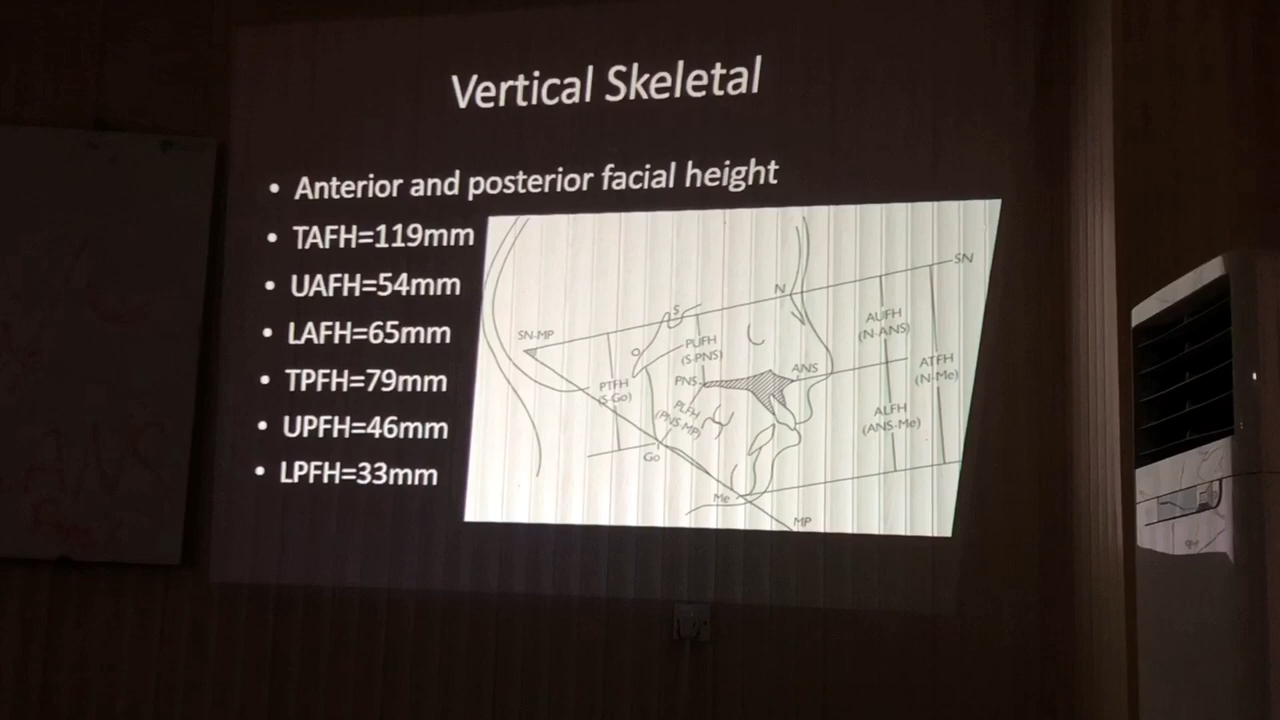 Vertical Skeletal
• Anterior and posterior facial height
• TAFH=119mm
• UAFH=54mm
• LAFH=65mm
• TPFH=79mm
• UPFH=46mm
• LPFH=33mm
SN
N
S
SN-MP
O
PUFH
(S-PNS)
AUFH
(N-ANS)
ANS
PNS
ATFH
(N-Me)
PTFH
(S-Go)
PLFH
(PNS-MP)
ALFH
(ANS-Me)
Go
Me
MP